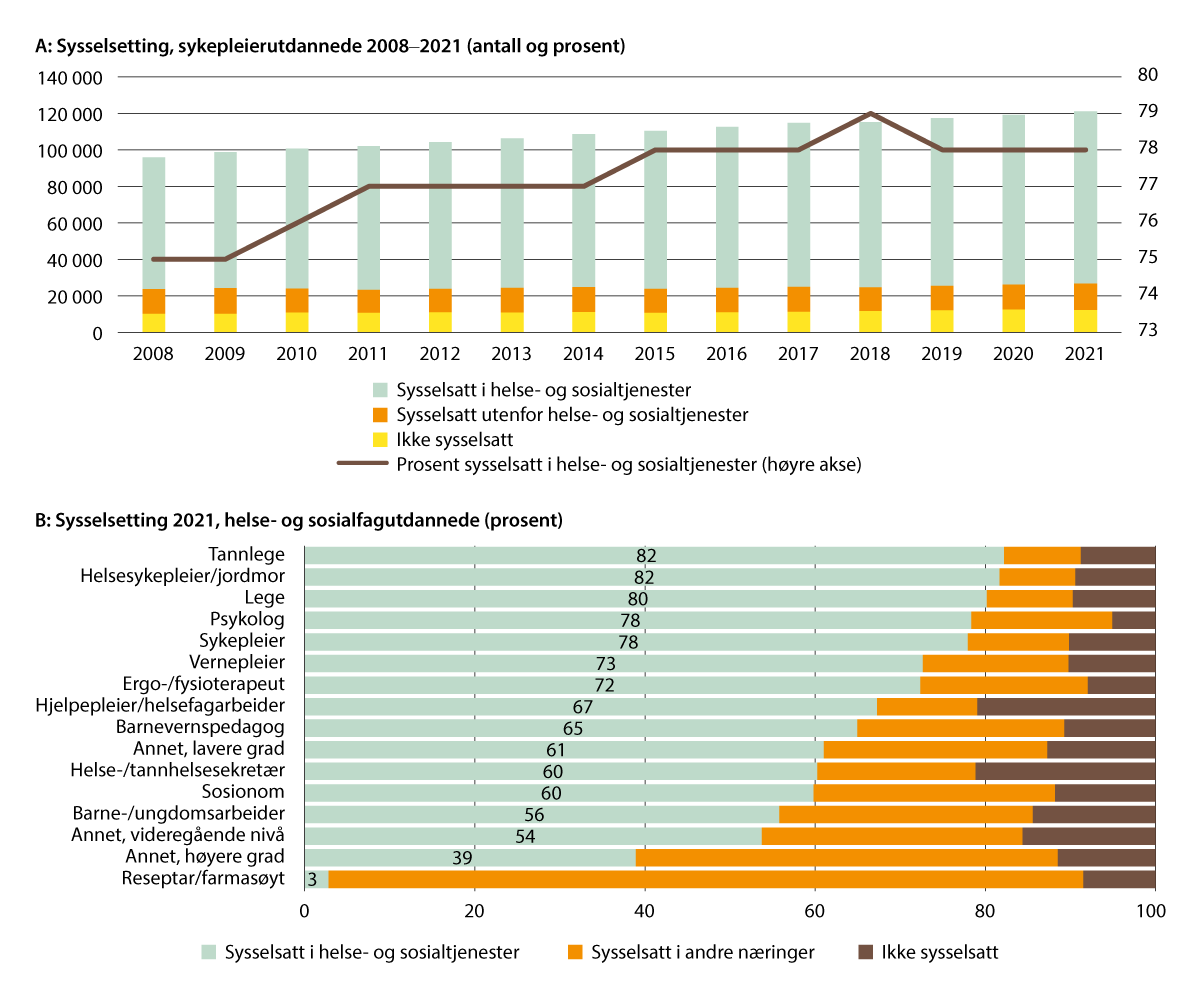 A: Sysselsetting, sykepleierutdannede 2008–2021 (antall og prosent)
140 000 80
120 000 79
100 000 78
80 000 77
60 000 76
40 000 75
20 000 74
0 73
2008 2009 2010 2011 2012 2013 2014 2015 2016 2017 2018 2019 2020 2021
Sysselsatt i helse- og sosialtjenester
Sysselsatt utenfor helse- og sosialtjenester
Ikke sysselsatt
Prosent sysselsatt i helse- og sosialtjenester (høyre akse)
B: Sysselsetting 2021, helse- og sosialfagutdannede (prosent)
Tannlege 82
Helsesykepleier/jordmor 82
Lege 80
Psykolog 78
Sykepleier 78
Vernepleier 73
Ergo-/fysioterapeut 72
Hjelpepleier/helsefagarbeider 67
Barnevernspedagog 65
Annet, lavere grad 61
Helse-/tannhelsesekretær 60
Sosionom 60
Barne-/ungdomsarbeider 56
Annet, videregående nivå 54
Annet, høyere grad 39
Reseptar/farmasøyt 3
0 20 40 60 80 100
Sysselsatt i helse- og sosialtjenester Sysselsatt i andre næringer Ikke sysselsatt